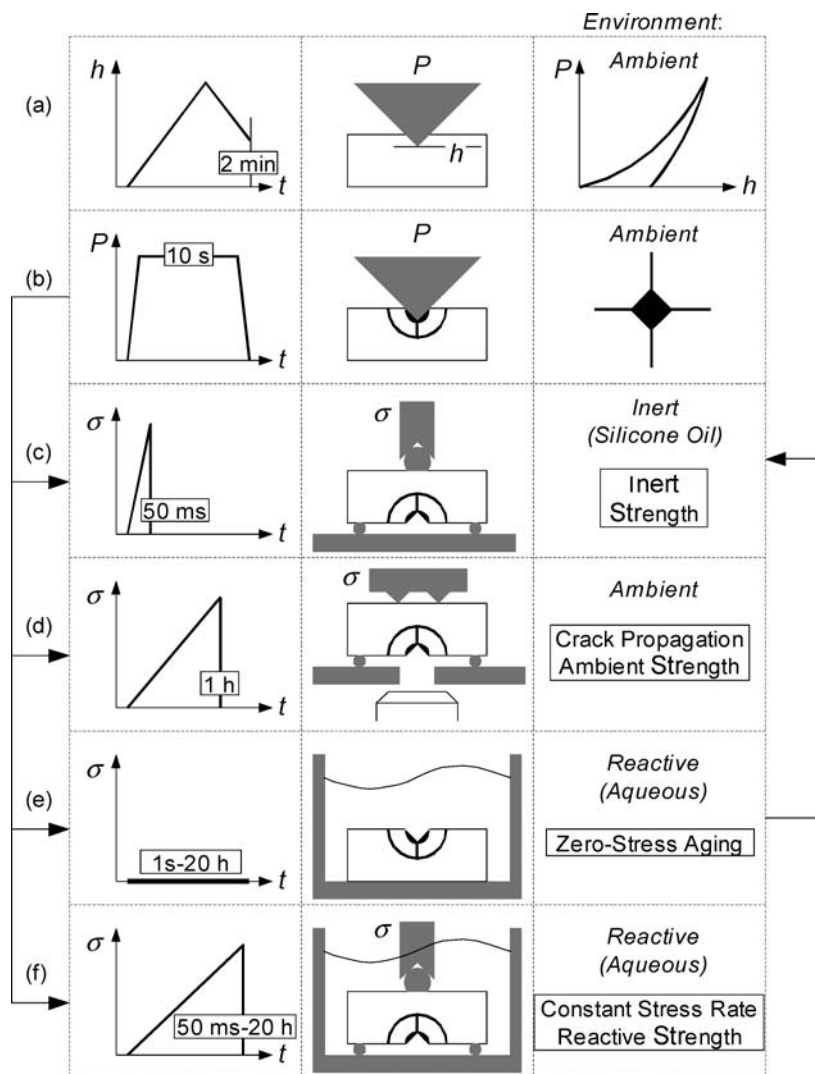 Environment:
(a)
h
2 min
t
P
h
P
Ambient
h
(b)
P
10 s
t
P
Ambient
(c)
σ
50 ms
t
σ
Inert
(Silicone Oil)
Inert
Strength
(d)
σ
1 h
t
σ
Ambient
Crack Propagation
Ambient Strength
(e)
σ
1s-20 h
t
Reactive
(Aqueous)
Zero-Stress Aging
(f)
σ
50 ms-20 h
t
σ
Reactive
(Aqueous)
Constant Stress Rate
Reactive Strength